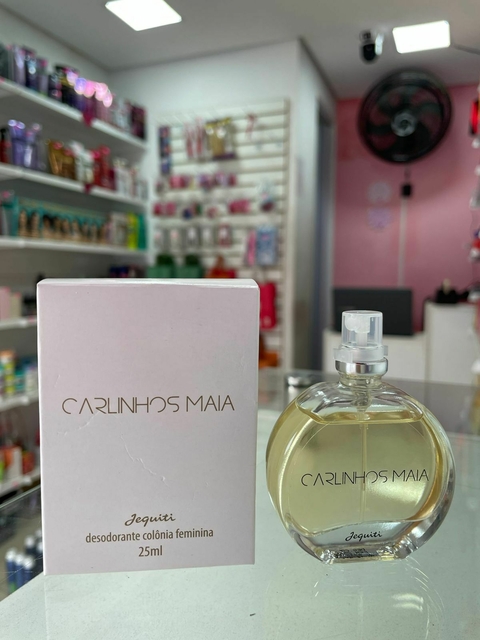 CARLINHOS MAIA
Jequiti
desodorante colônia feminina
25ml
CARLINHOS MAIA
Jequiti